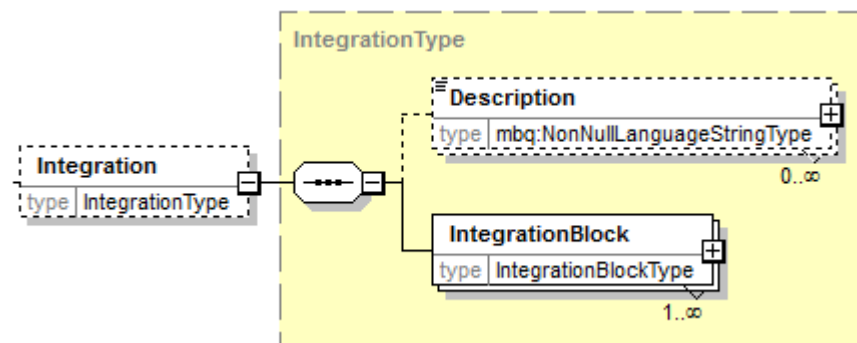 IntegrationType
Description
type mbq:NonNullLanguageStringType
0..∞
Integration
type IntegrationType
IntegrationBlock
type IntegrationBlockType
1..∞